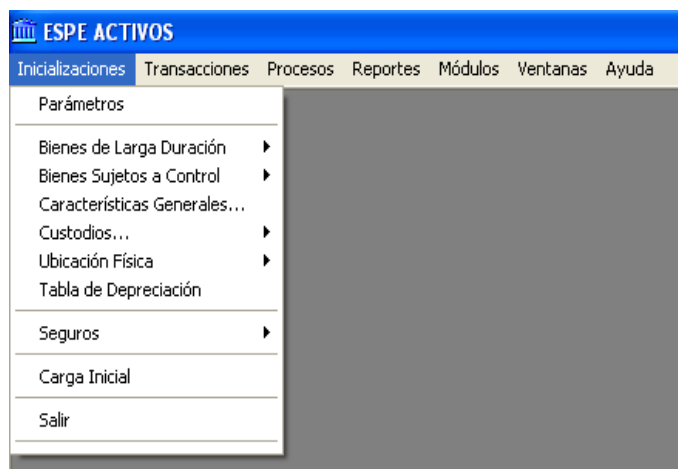 ESPE ACTIVOS
Inicializaciones Transacciones Procesos Reportes Módulos Ventanas Ayuda
Parámetros
Bienes de Larga Duración
Bienes Sujetos a Control
Características Generales...
Custodios...
Ubicación Física
Tabla de Depreciación
Seguros
Carga Inicial
Salir